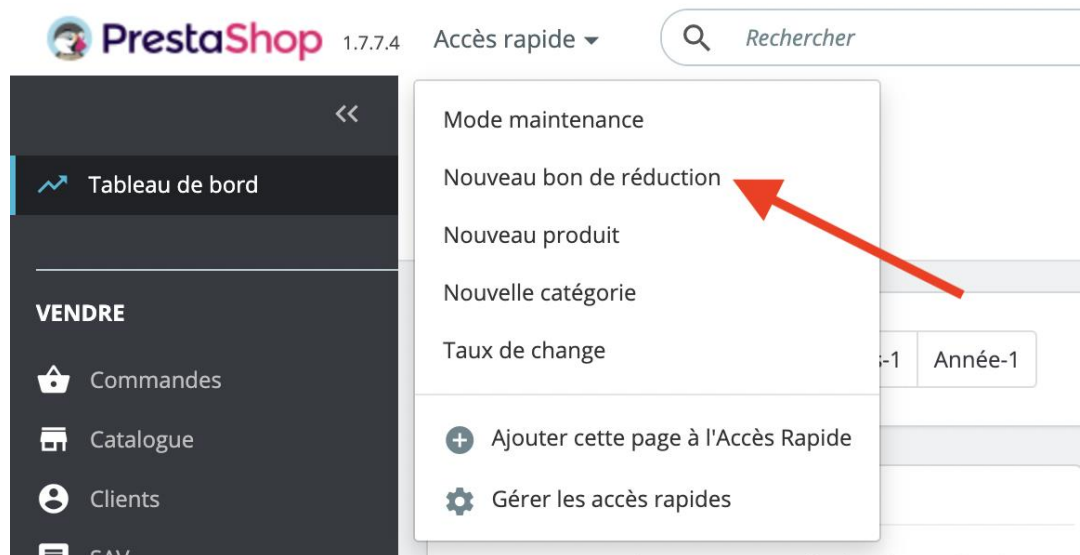 PrestaShop 1.7.7.4 Accès rapide Rechercher
Mode maintenance
Tableau de bord
Nouveau bon de réduction
Nouveau produit
Nouvelle catégorie
VENDRE
Taux de change
-1 Année-1
Commandes
Catalogue
Ajouter cette page à l'Accès Rapide
Clients
Gérer les accès rapides
SAV